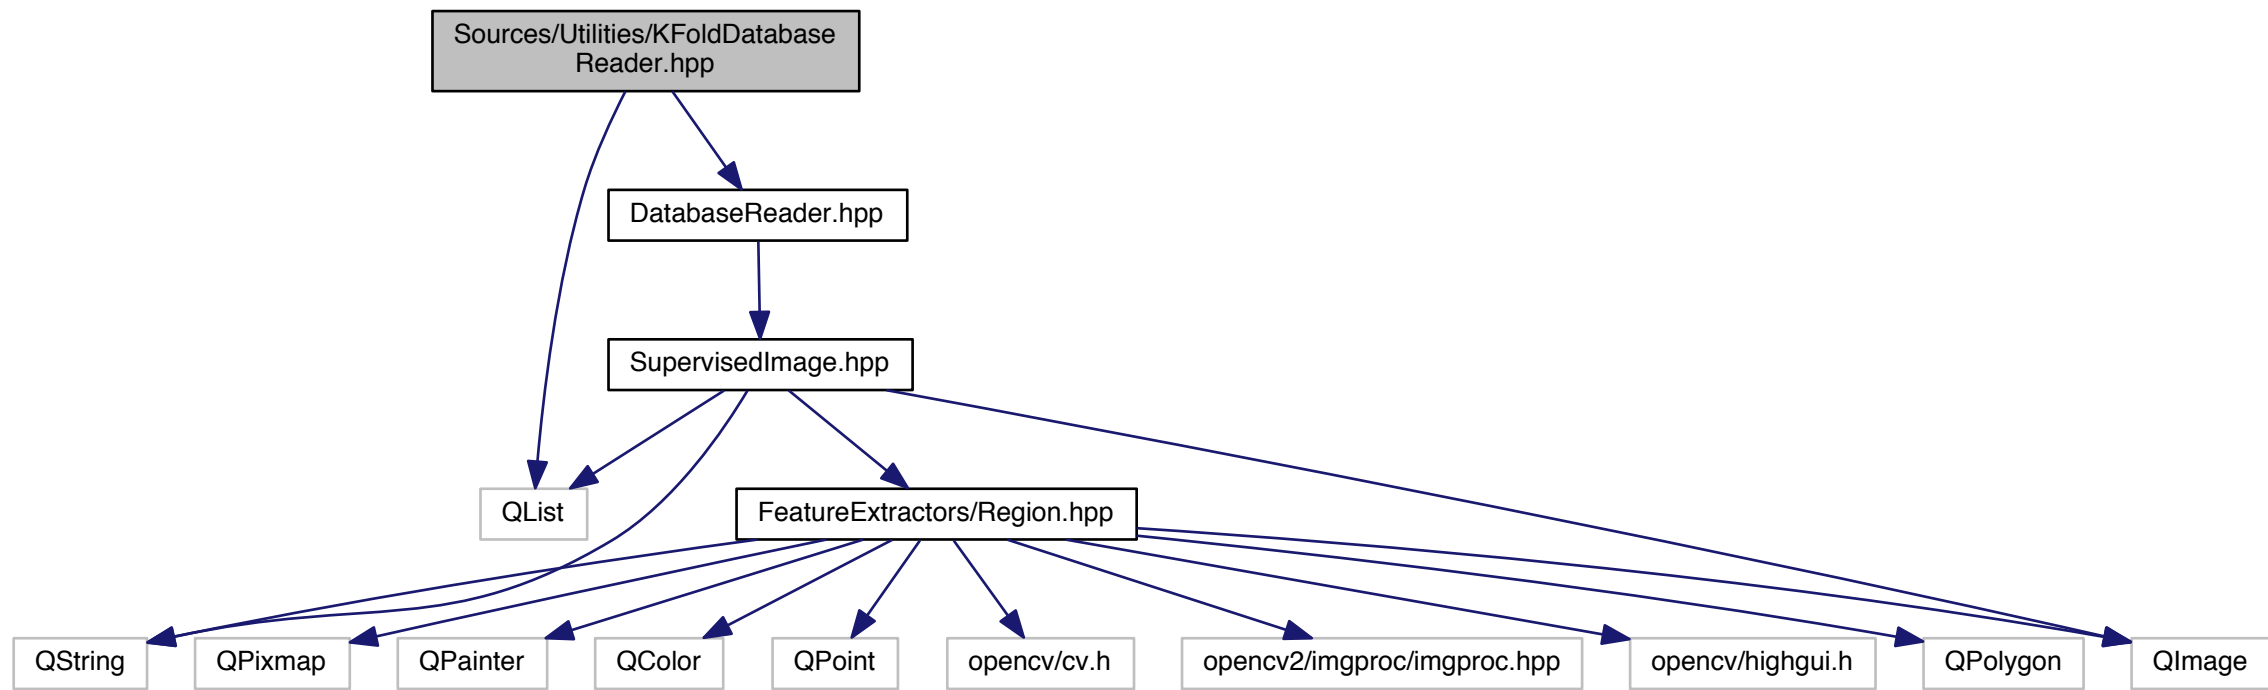 Sources/Utilities/KFoldDatabase
Reader.hpp
DatabaseReader.hpp
SupervisedImage.hpp
QList
FeatureExtractors/Region.hpp
QString
QPixmap
QPainter
QColor
QPoint
opencv/cv.h
opencv2/imgproc/imgproc.hpp
opencv/highgui.h
QPolygon
QImage